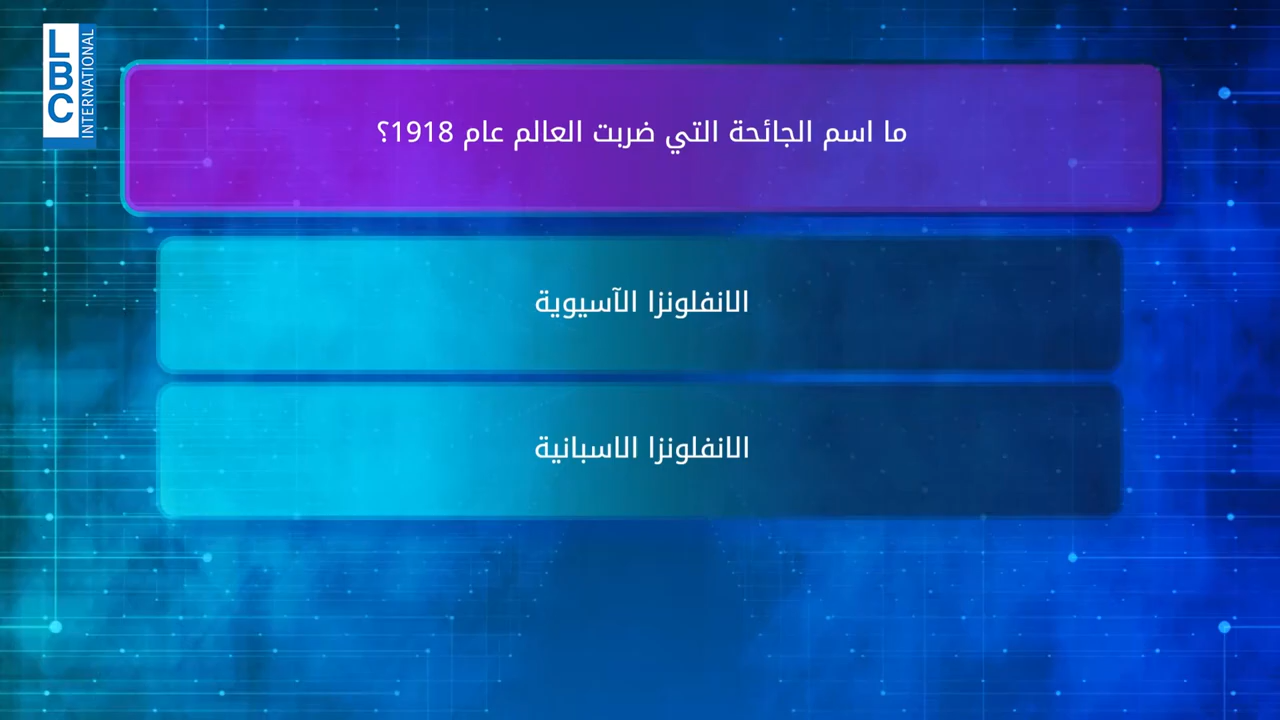 LBC
INTERNATIONAL
ما اسم الجائحة التي ضربت العالم عام 1918؟
الانفلونزا الآسيوية
الانفلونزا الاسبانية